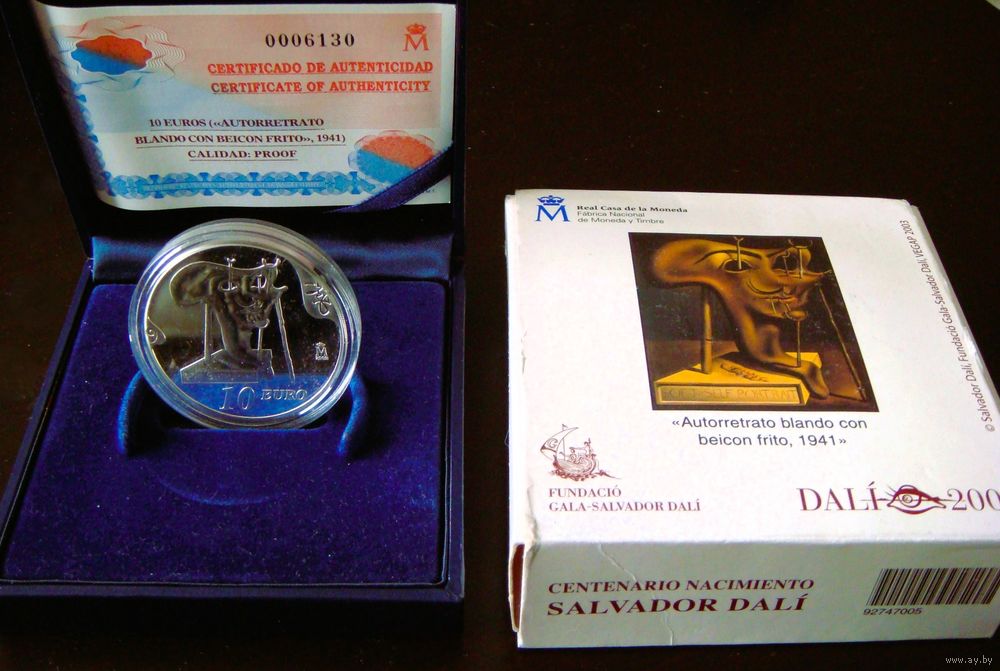 0006130
M
CERTIFICADO DE AUTENTICIDAD
CERTIFICATE OF AUTHENTICITY
10 EUROS («AUTORRETRATO
BLANDO CON BEICON FRITO», 1941)
CALIDAD: PROOF
M
10 EURO
M
Real Casa de la Moneda
Fábrica Nacional
de Moneda y Timbre
© Salvador Dalí, Fundació Gala-Salvador Dalí, VEGAP 2003
SOFT SELF PORTRAIT
«Autorretrato blando con
beicon frito, 1941»
FUNDACIÓ
GALA-SALVADOR DALÍ
DALÍ 200
CENTENARIO NACIMIENTO
SALVADOR DALÍ
92747005
www.ay.by